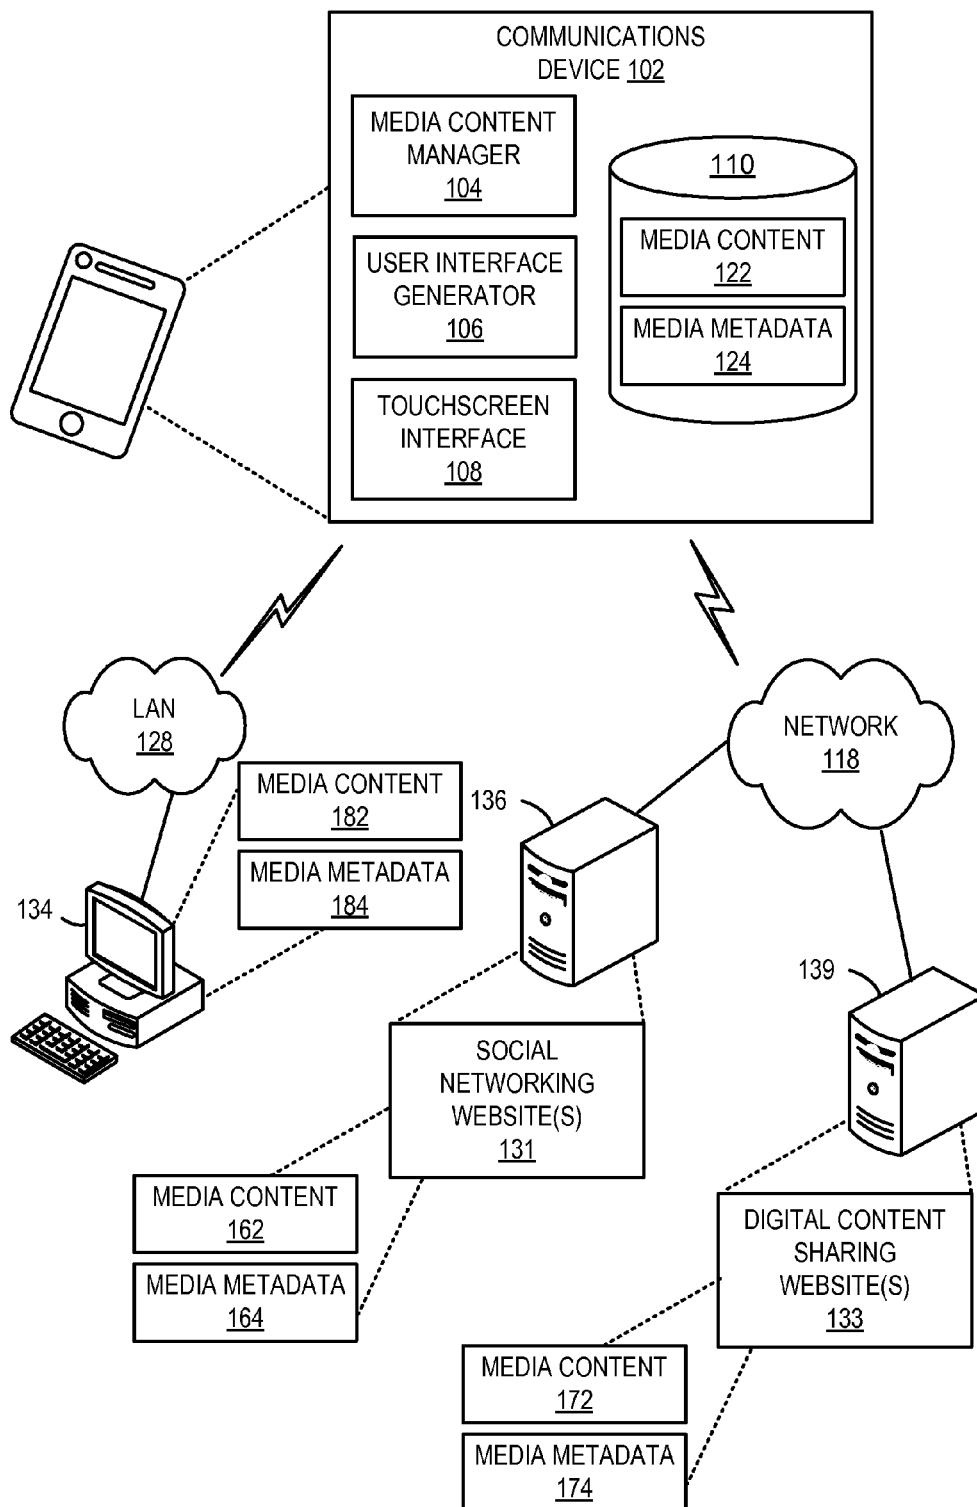 COMMUNICATIONS
DEVICE 102
MEDIA CONTENT
MANAGER
104
110
MEDIA CONTENT
122
USER INTERFACE
GENERATOR
106
MEDIA METADATA
124
TOUCHSCREEN
INTERFACE
108
LAN
128
NETWORK
118
MEDIA CONTENT
182
136
MEDIA METADATA
184
134
139
SOCIAL
NETWORKING
WEBSITE(S)
131
MEDIA CONTENT
162
MEDIA METADATA
164
DIGITAL CONTENT
SHARING
WEBSITE(S)
133
MEDIA CONTENT
172
MEDIA METADATA
174